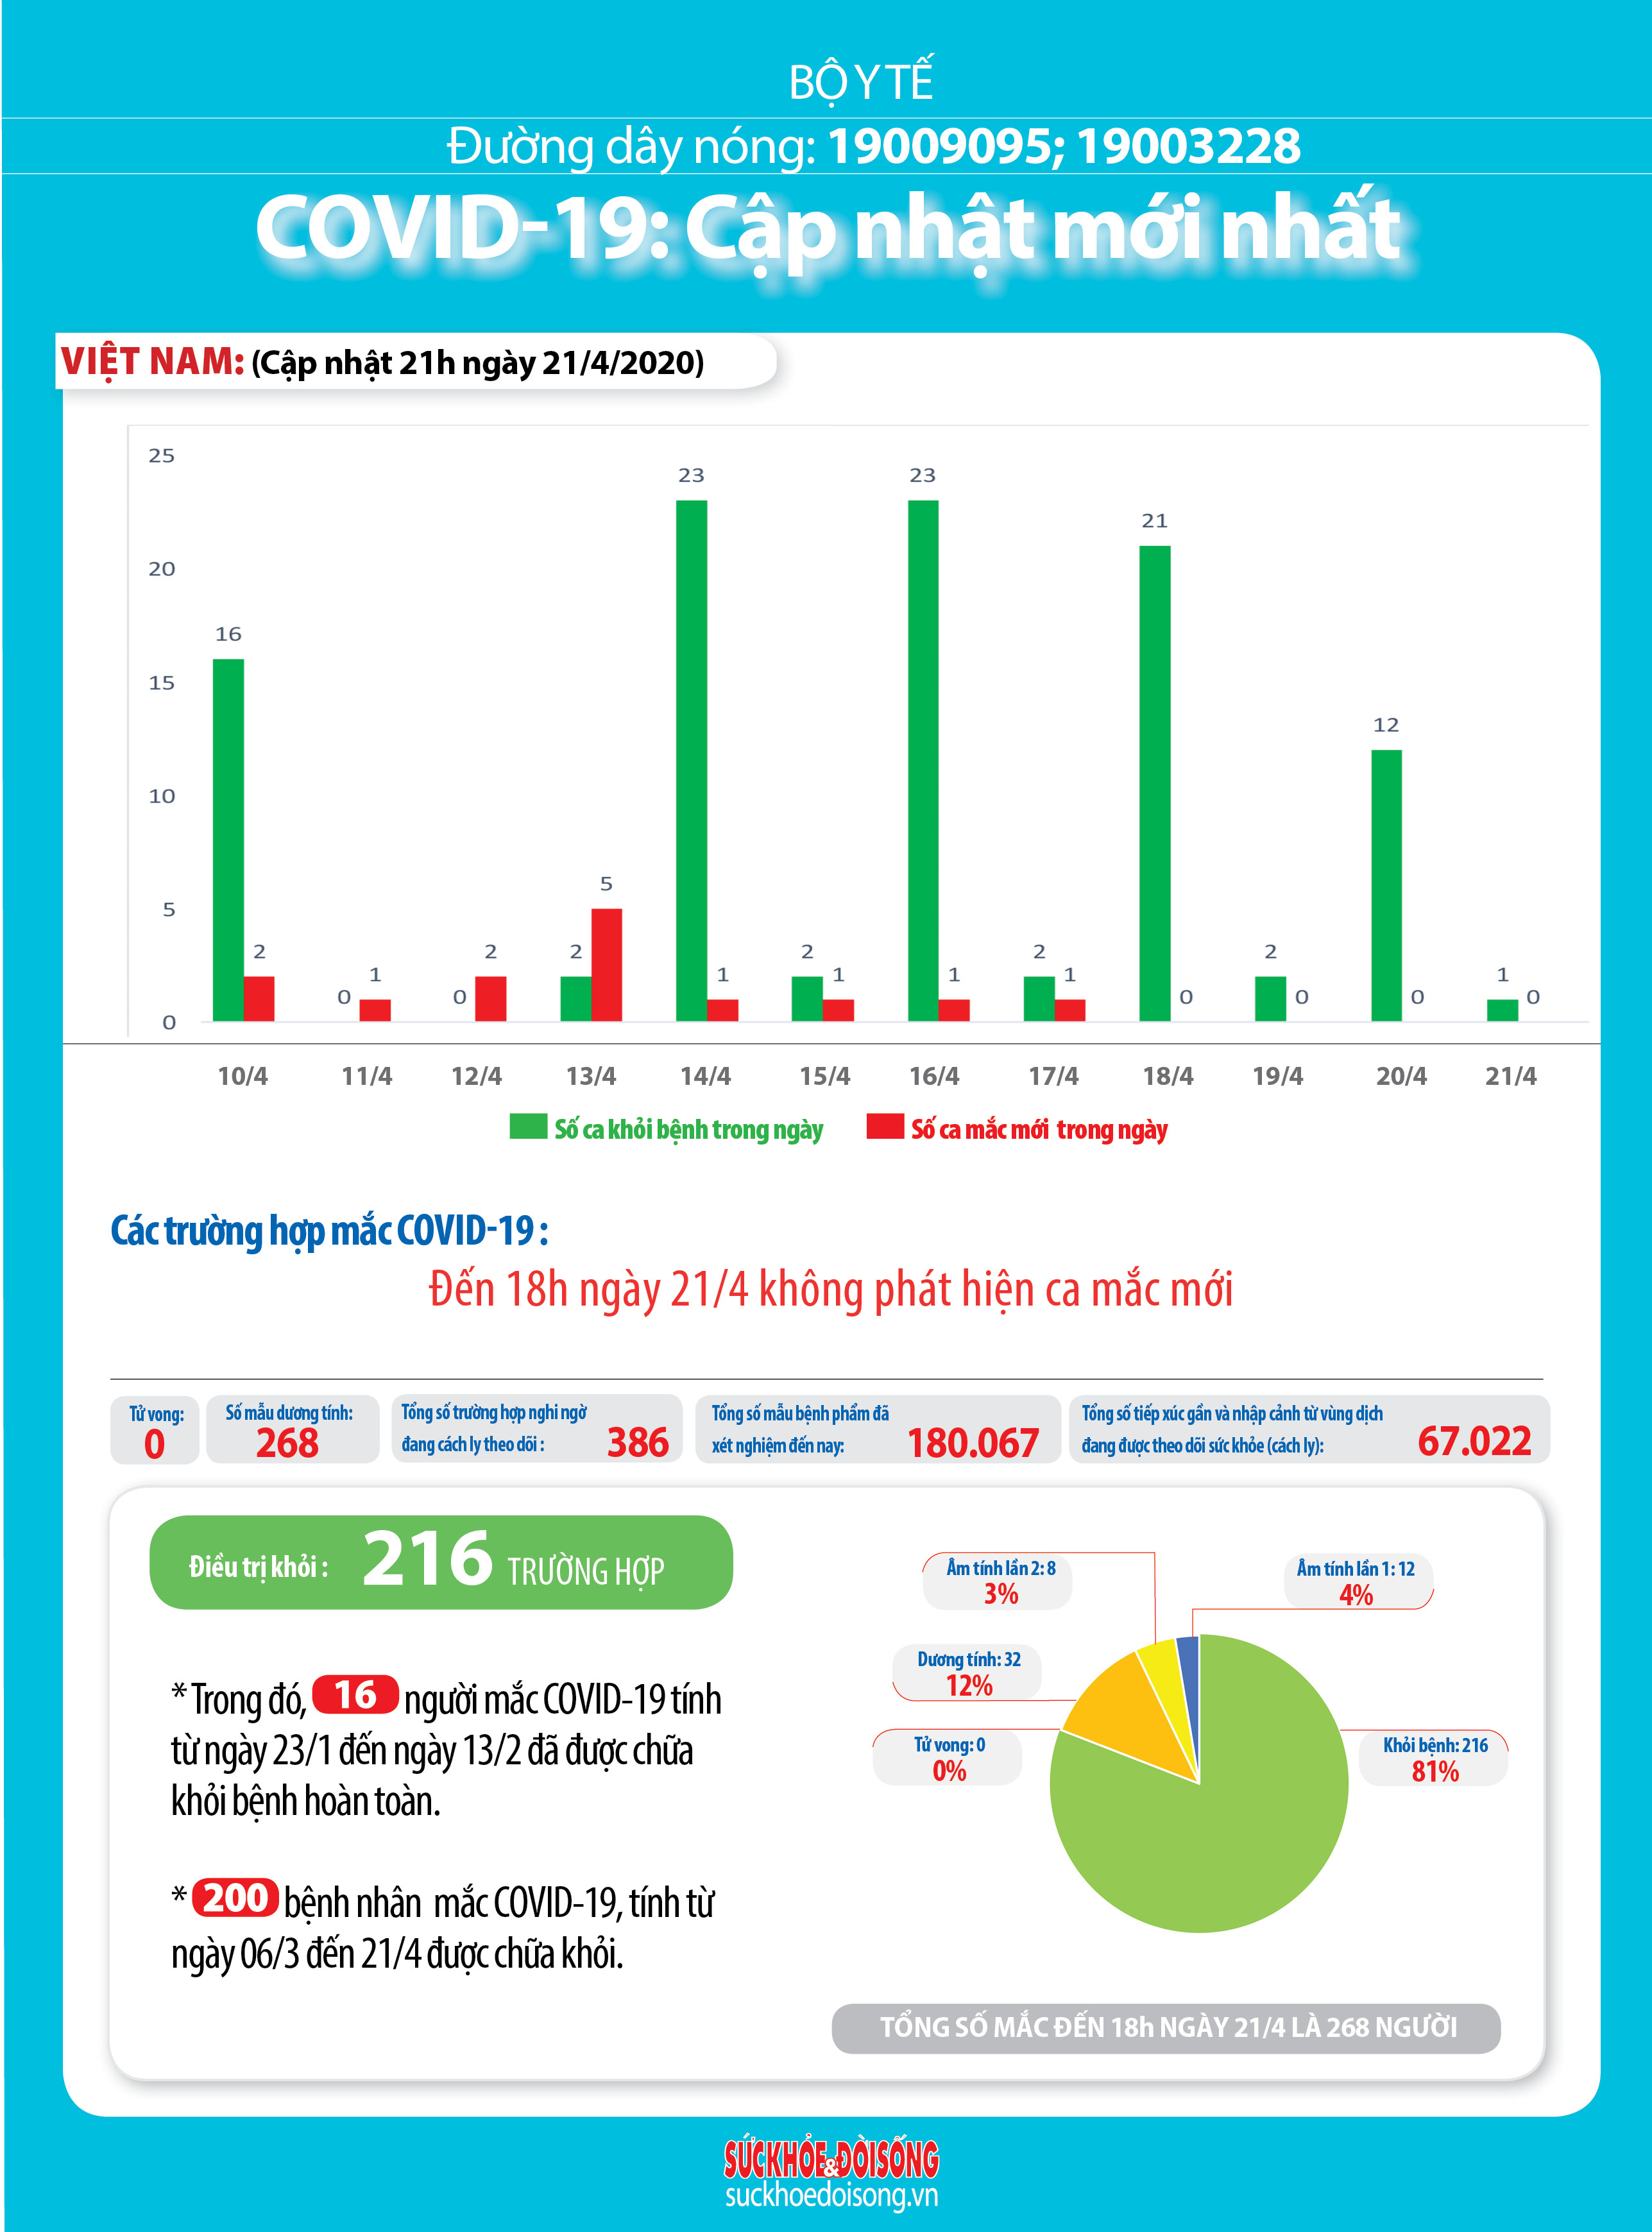 BỘ Y TẾ
Đường dây nóng: 19009095; 19003228
COVID-19: Cập nhật mới nhất
VIỆT NAM: (Cập nhật 21h ngày 21/4/2020)
25
20
15
10
5
0
16
2
0
1
0
2
2
5
23
1
2
1
23
1
2
1
21
0
2
0
12
0
1
0
10/4
11/4
12/4
13/4
14/4
15/4
16/4
17/4
18/4
19/4
20/4
21/4
Số ca khỏi bệnh trong ngày
Số ca mắc mới trong ngày
Các trường hợp mắc COVID-19 :
Đến 18h ngày 21/4 không phát hiện ca mắc mới
Tử vong:
0
Số mẫu dương tính:
268
Tổng số trường hợp nghi ngờ
đang cách ly theo dõi : 386
Tổng số mẫu bệnh phẩm đã
xét nghiệm đến nay: 180.067
Tổng số tiếp xúc gần và nhập cảnh từ vùng dịch
đang được theo dõi sức khỏe (cách ly): 67.022
Điều trị khỏi : 216 TRƯỜNG HỢP
* Trong đó, 16 người mắc COVID-19 tính
từ ngày 23/1 đến ngày 13/2 đã được chữa
khỏi bệnh hoàn toàn.
* 200 bệnh nhân mắc COVID-19, tính từ
ngày 06/3 đến 21/4 được chữa khỏi.
Âm tính lần 2: 8
3%
Âm tính lần 1: 12
4%
Dương tính: 32
12%
Tử vong: 0
0%
Khỏi bệnh: 216
81%
TỔNG SỐ MẮC ĐẾN 18h NGÀY 21/4 LÀ 268 NGƯỜI
SỨCKHỎE&ĐỜISỐNG
suckhoedoisong.vn